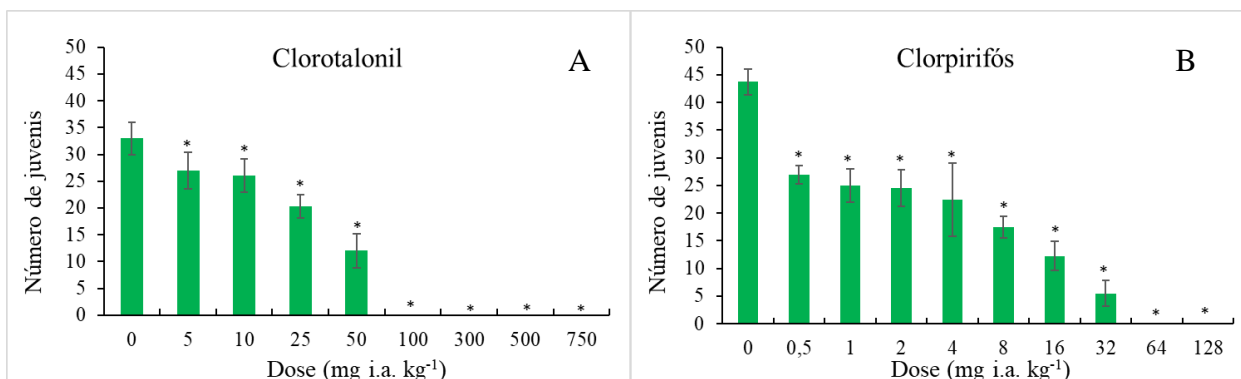 Clorotalonil
A
Número de juvenis
50
45
40
35
30
25
20
15
10
5
0
* * * * * * * *
0 5 10 25 50 100 300 500 750
Dose (mg i.a. kg⁻¹)
Clorpirifós
B
Número de juvenis
50
45
40
35
30
25
20
15
10
5
0
* * * * * * * * *
0 0,5 1 2 4 8 16 32 64 128
Dose (mg i.a. kg⁻¹)